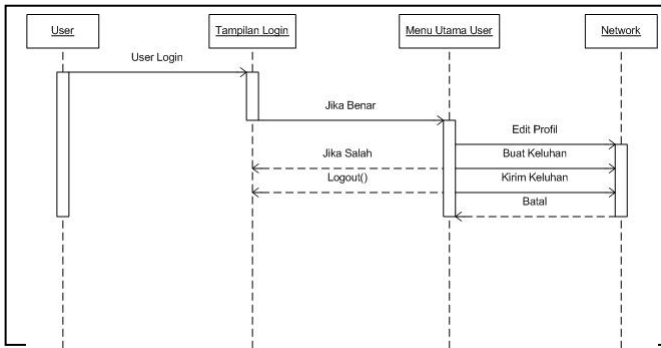 User
Tampilan Login
Menu Utama User
Network
User Login
Jika Benar
Edit Profil
Jika Salah
Buat Keluhan
Logout()
Kirim Keluhan
Batal